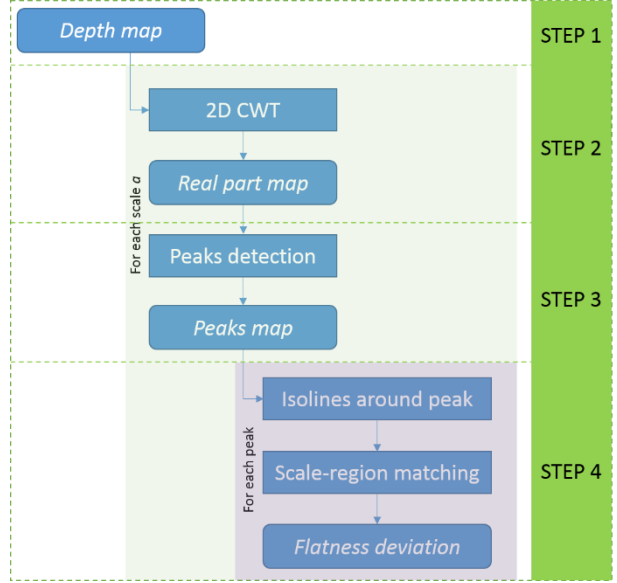 Depth map
STEP 1
2D CWT
STEP 2
Real part map
For each scale a
Peaks detection
STEP 3
Peaks map
Isolines around peak
For each peak
Scale-region matching
STEP 4
Flatness deviation